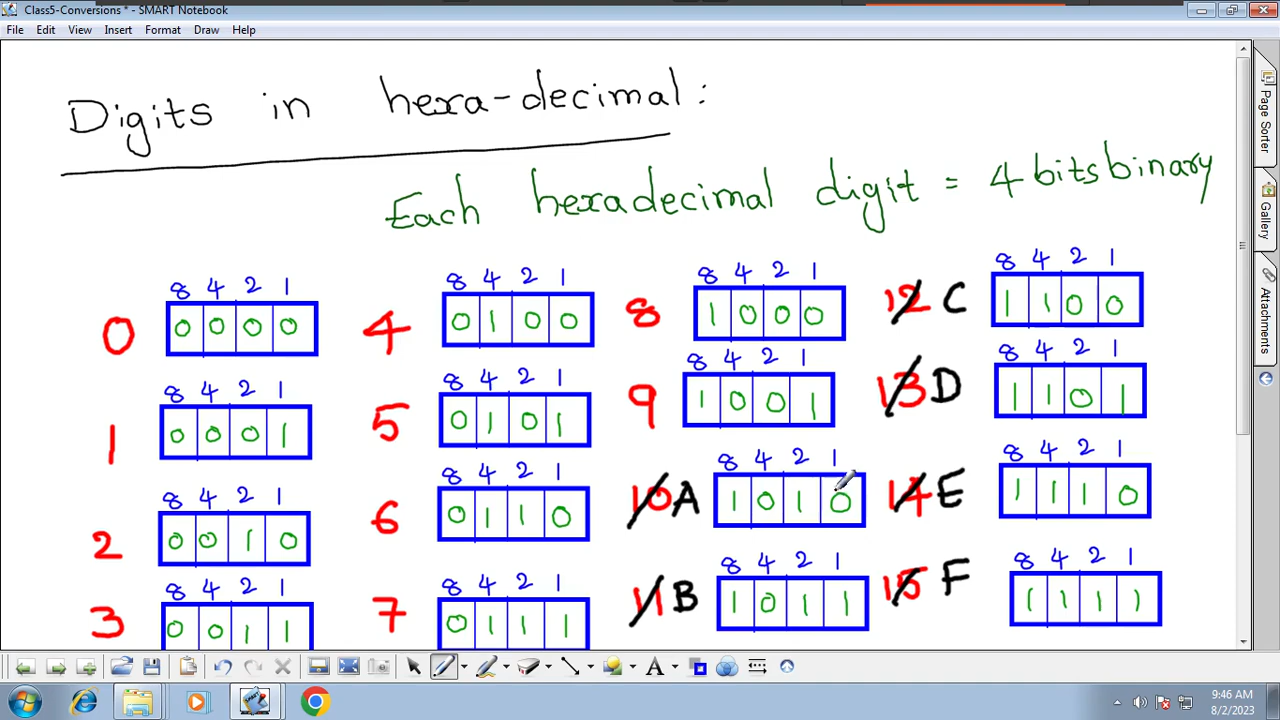 Class5-Conversions * - SMART Notebook
File Edit View Insert Format Draw Help
Digits in hexa-decimal:
Each hexadecimal digit = 4 bits binary
8 4 2 1 8 4 2 1 8 4 2 1 8 4 2 1
0 0 0 0 0 4 0 1 0 0 8 1 0 0 0 12 C 1 1 0 0
8 4 2 1 8 4 2 1 8 4 2 1 8 4 2 1
1 0 0 0 1 5 0 1 0 1 9 1 0 0 1 13 D 1 1 0 1
8 4 2 1 8 4 2 1 8 4 2 1 8 4 2 1
2 0 0 1 0 6 0 1 1 0 10 A 1 0 1 0 14 E 1 1 1 0
8 4 2 1 8 4 2 1 8 4 2 1 8 4 2 1
3 0 0 1 1 7 0 1 1 1 11 B 1 0 1 1 15 F 1 1 1 1
Page Sorter
Gallery
Attachments
A
9:46 AM
8/2/2023